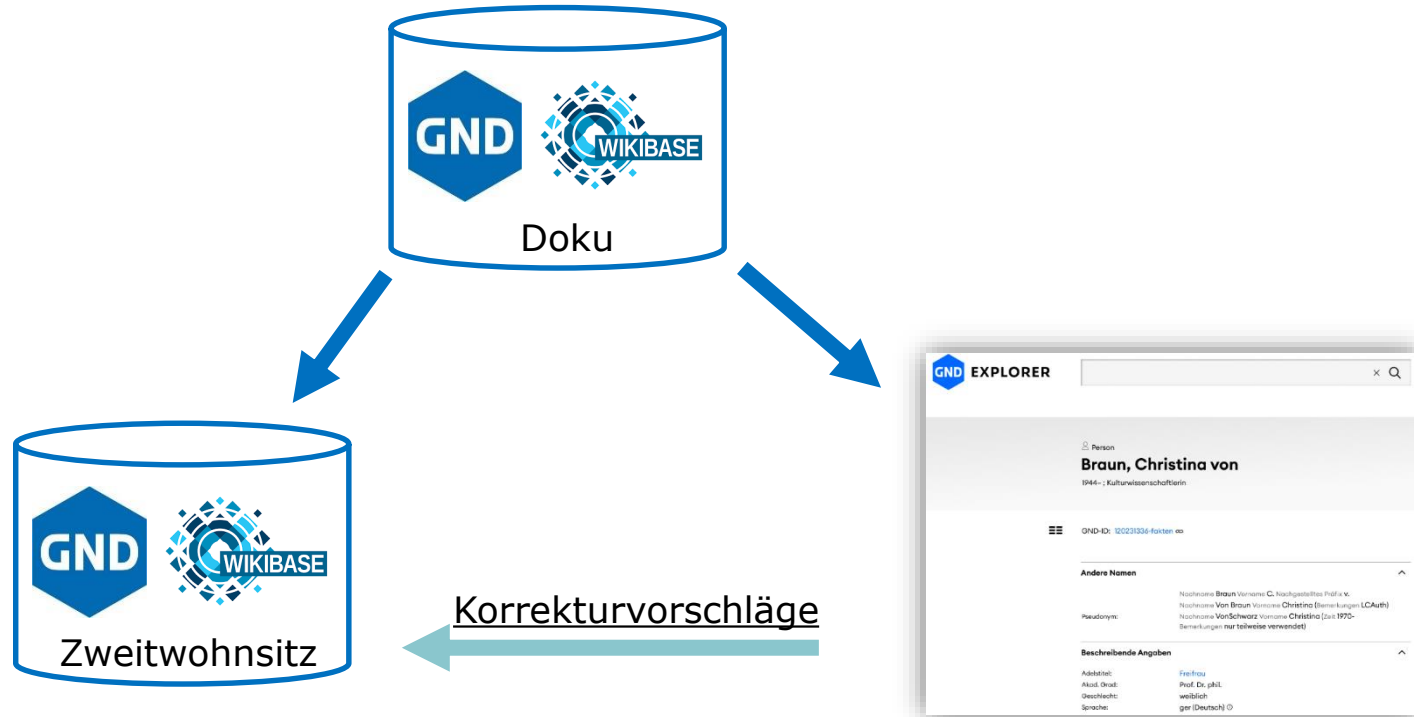 GND
WIKIBASE
Doku
GND
WIKIBASE
Zweitwohnsitz
Korrekturvorschläge
GND EXPLORER
Person
Braun, Christina von
1944- ; Kulturwissenschaftlerin
GND-ID: 120231336-fakten
Andere Namen
Nachname Braun Vorname C. Nachgestelltes Präfix v.
Nachname Von Braun Vorname Christina (Bemerkungen LCAuth)
Pseudonym: Nachname VonSchwarz Vorname Christina (Zeit 1970-
Bemerkungen nur teilweise verwendet)
Beschreibende Angaben
Adelstitel: Freifrau
Akad. Grad: Prof. Dr. phil.
Geschlecht: weiblich
Sprache: ger (Deutsch)